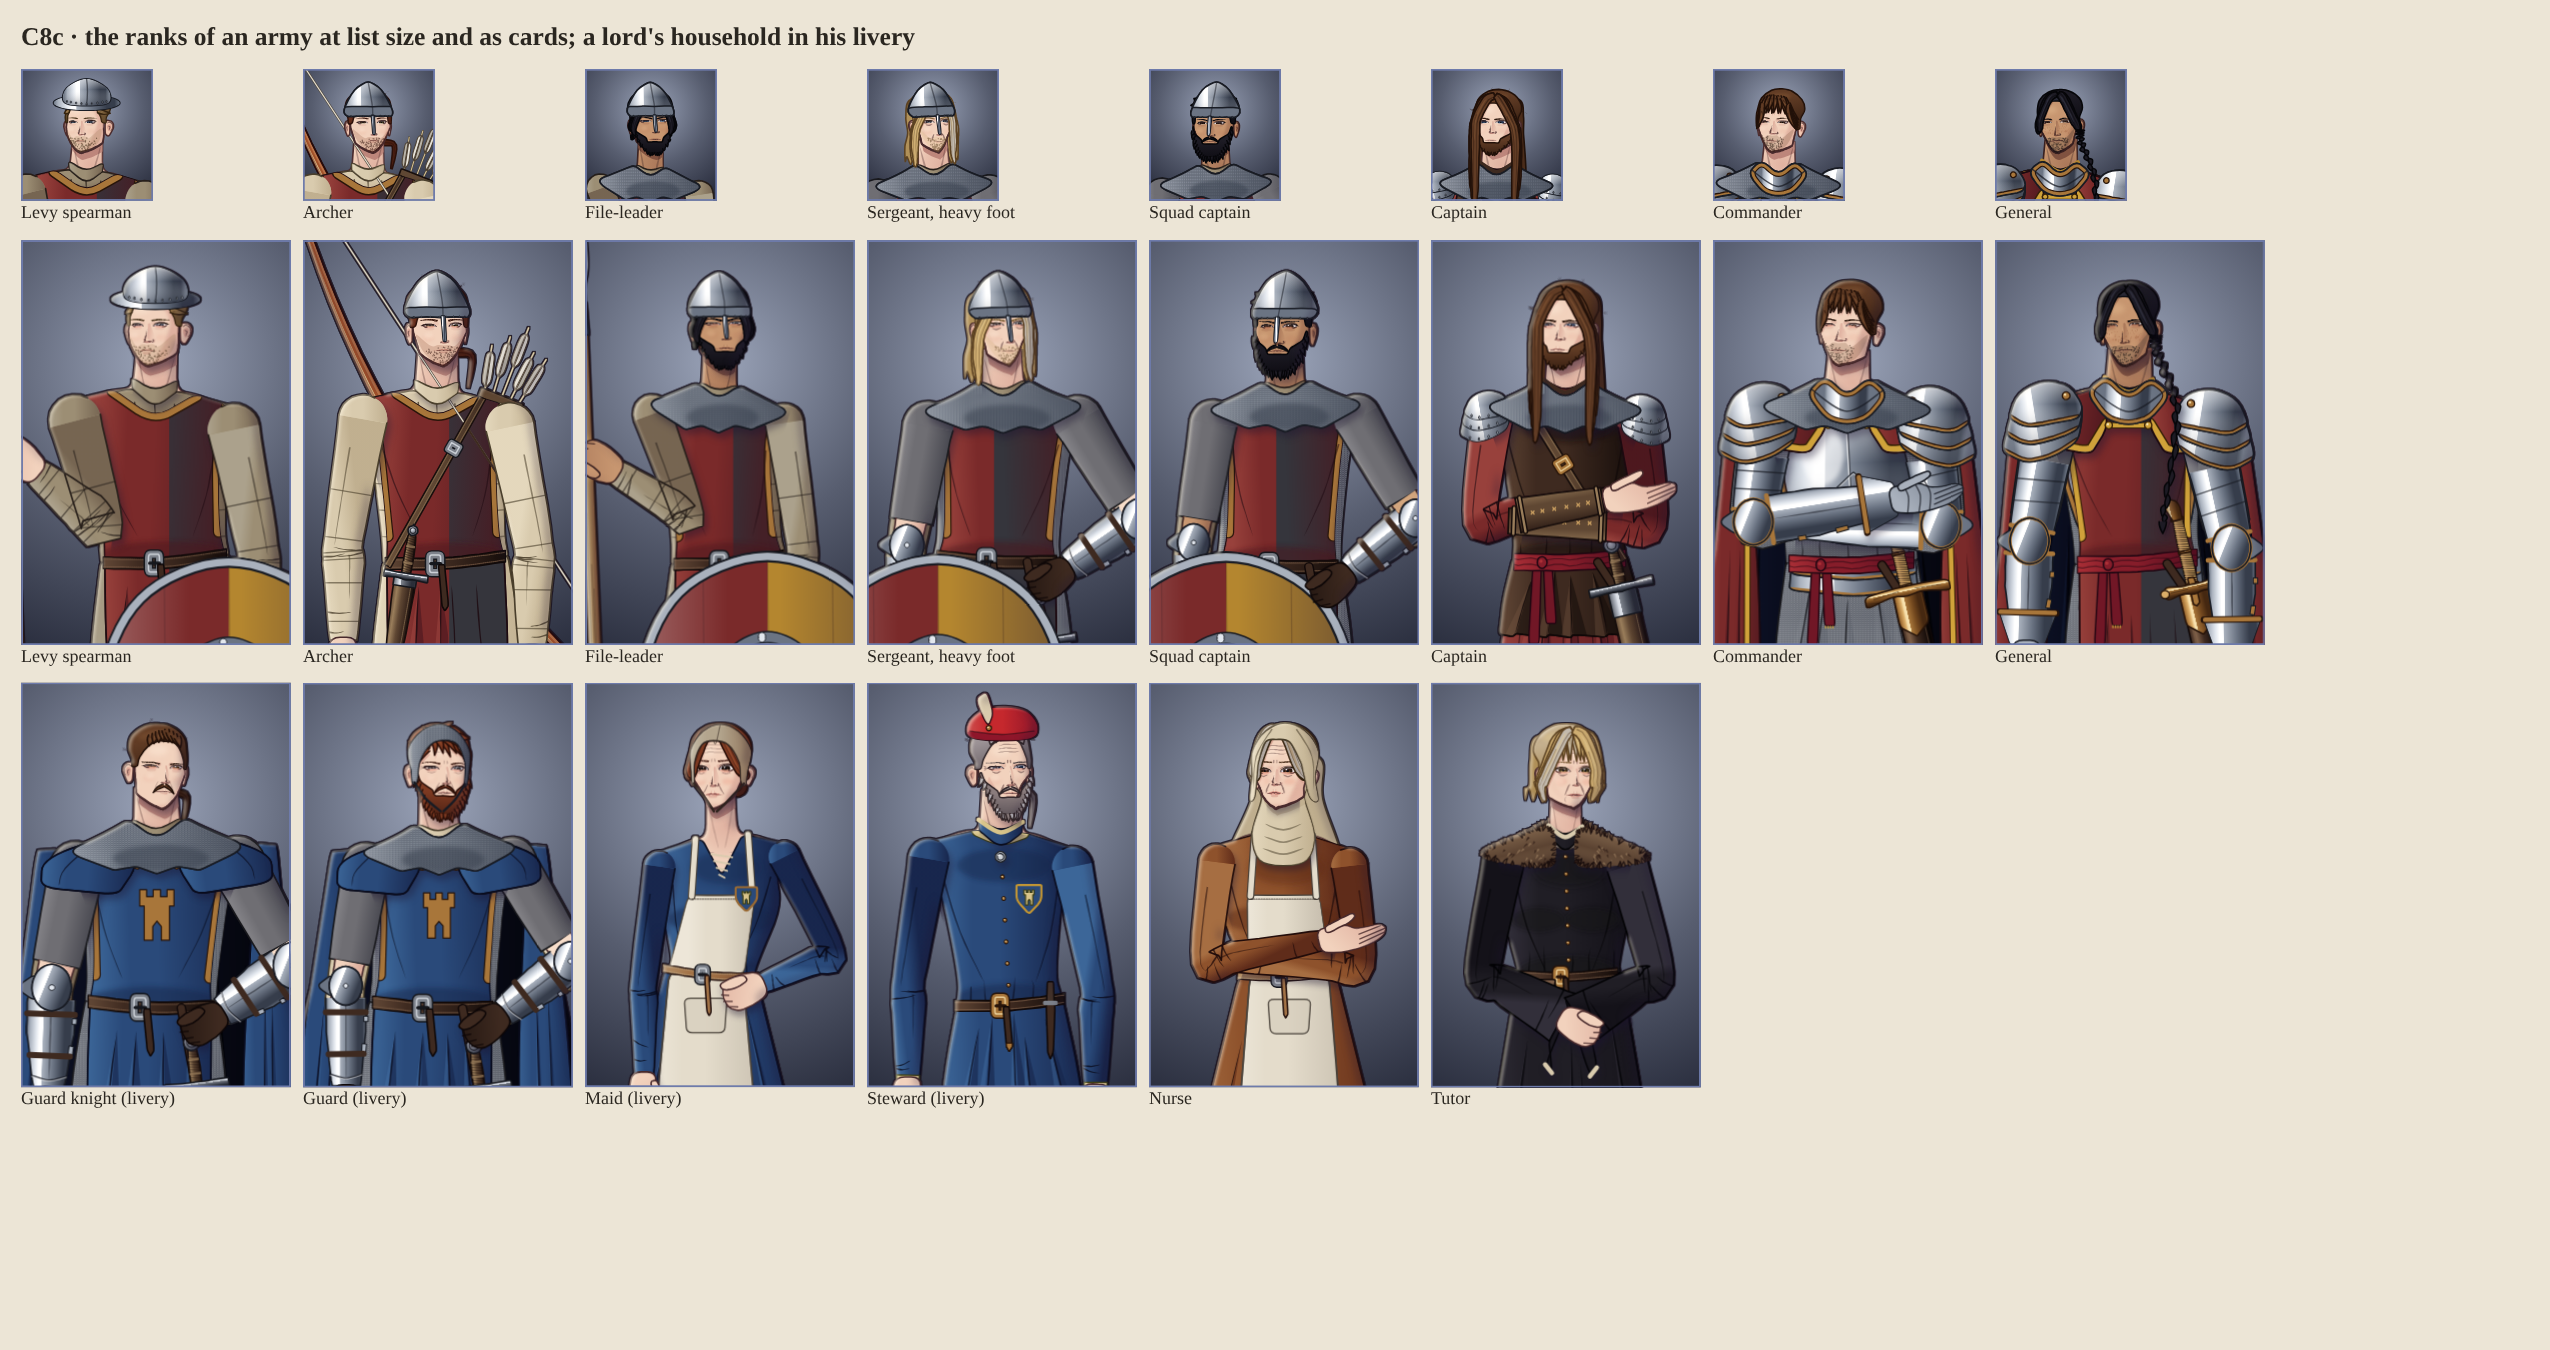 C8c · the ranks of an army at list size and as cards; a lord's household in his livery
Levy spearman
Archer
File-leader
Sergeant, heavy foot
Squad captain
Captain
Commander
General
Levy spearman
Archer
File-leader
Sergeant, heavy foot
Squad captain
Captain
Commander
General
Guard knight (livery)
Guard (livery)
Maid (livery)
Steward (livery)
Nurse
Tutor